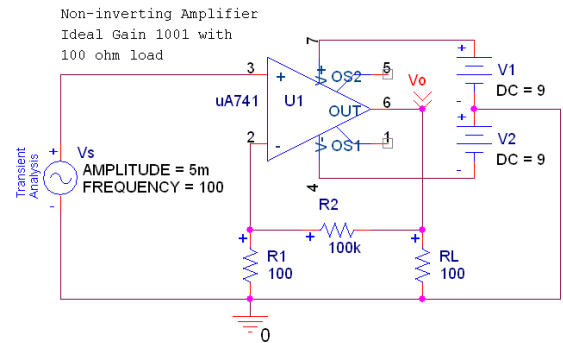 Non-inverting Amplifier
Ideal Gain 1001 with
100 ohm load
7
+
V1
-
DC = 9
3
+
V+
OS2
5
Vo
uA741
U1
OUT
6
2
-
V-
OS1
1
+
V2
-
DC = 9
4
Transient
Analysis
+
Vs
AMPLITUDE = 5m
FREQUENCY = 100
-
R2
+
100k
+
R1
100
+
RL
100
0